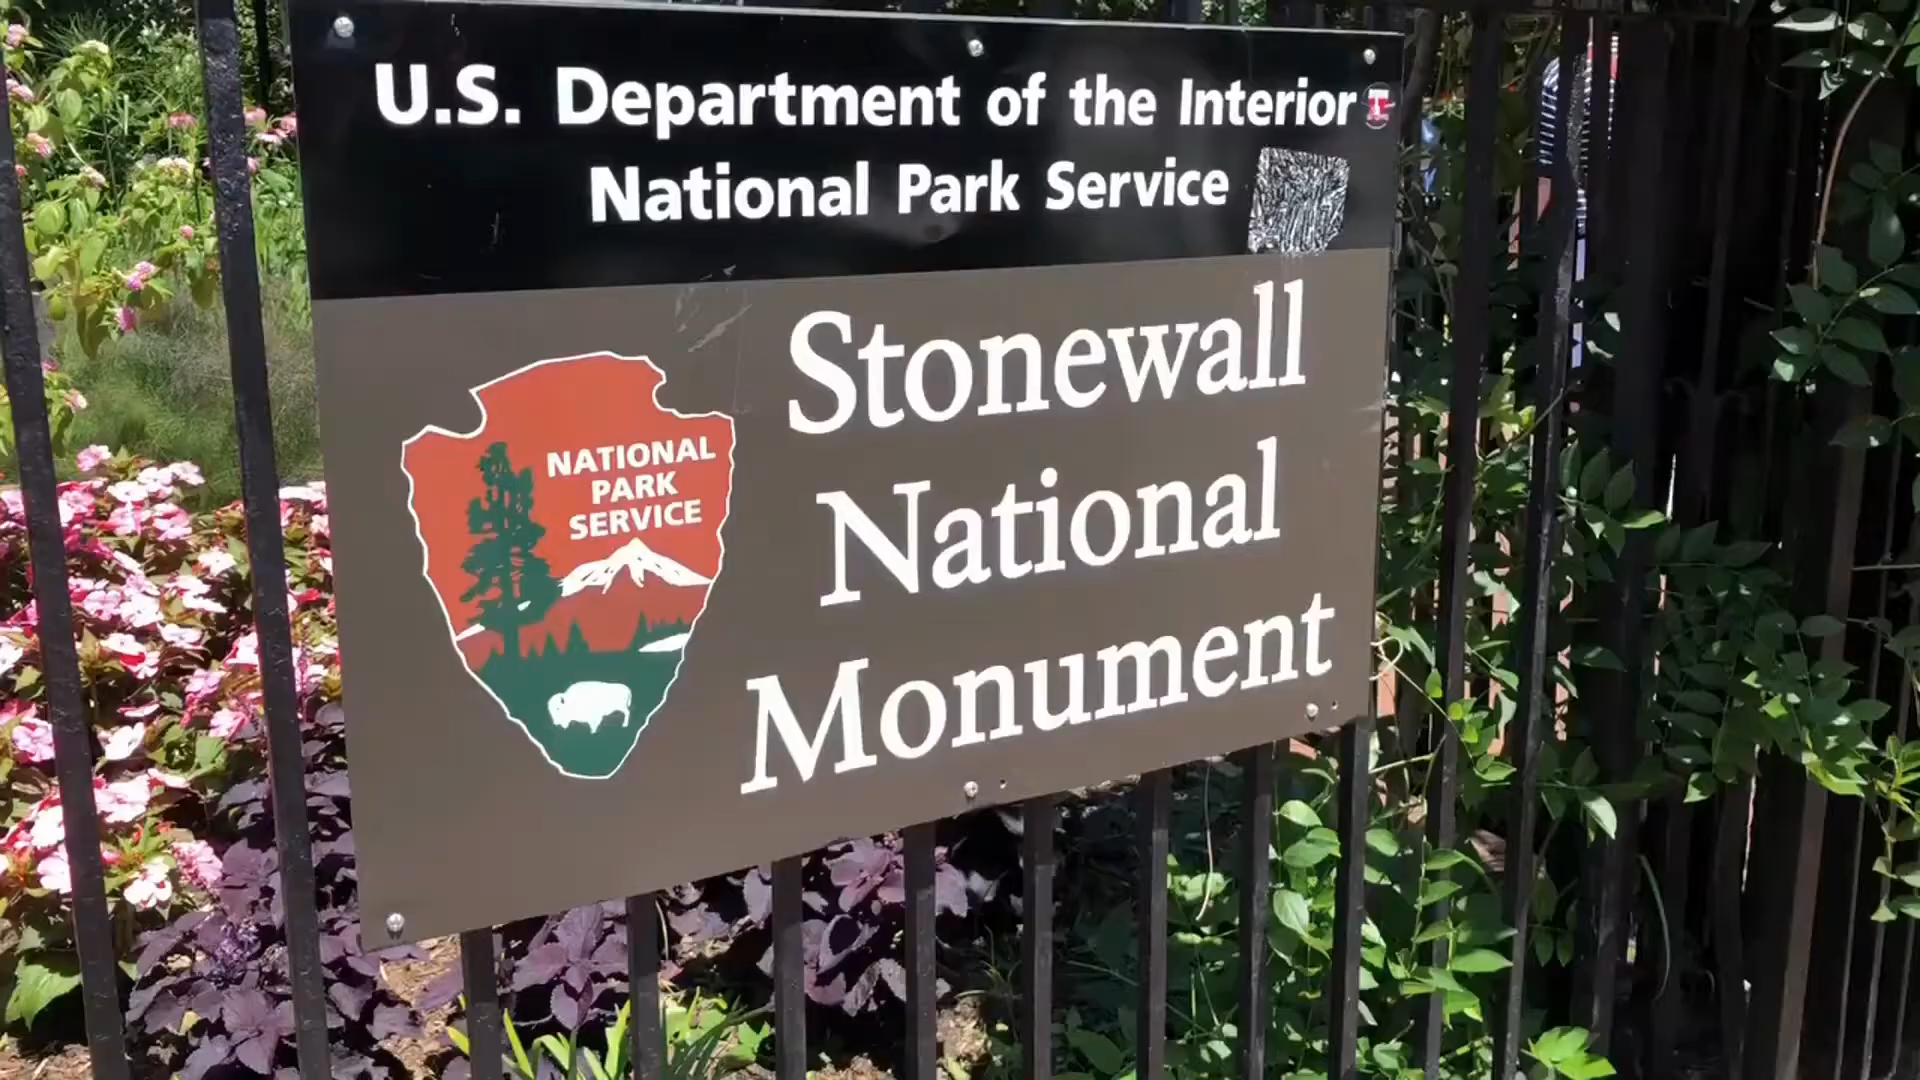 U.S. Department of the Interior
National Park Service
NATIONAL
PARK
SERVICE
Stonewall
National
Monument